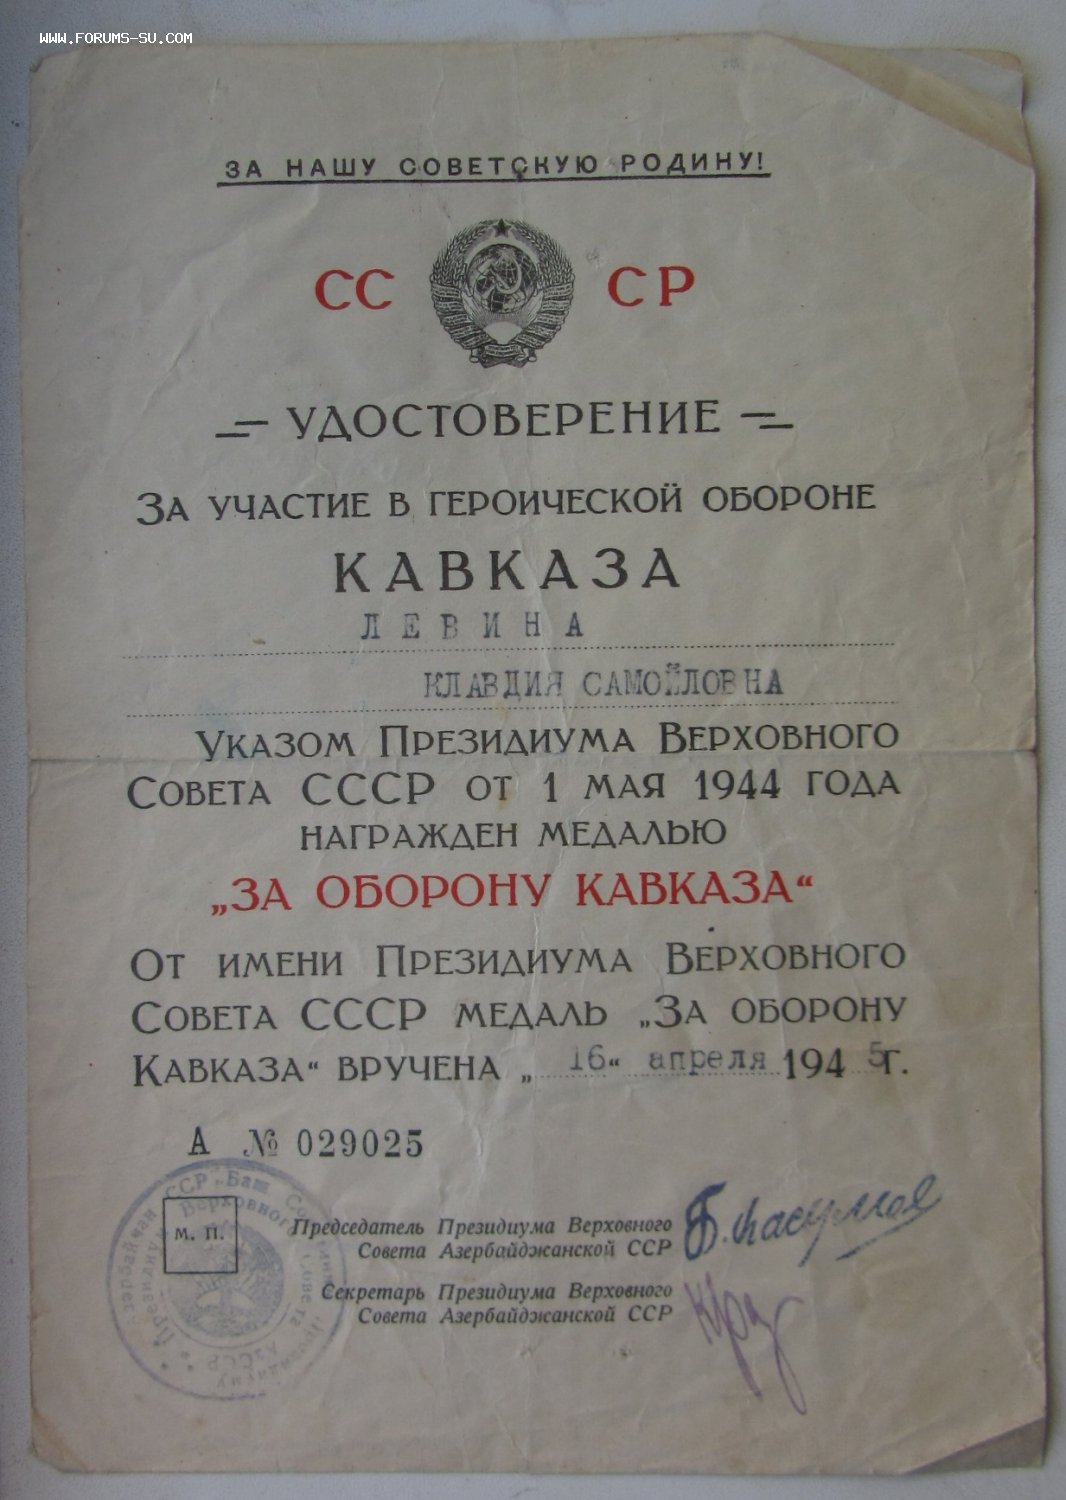 WWW.FORUMS-SU.COM
ЗА НАШУ СОВЕТСКУЮ РОДИНУ!
СС СР
УДОСТОВЕРЕНИЕ
ЗА УЧАСТИЕ В ГЕРОИЧЕСКОЙ ОБОРОНЕ
КАВКАЗА
ЛЕВИНА
КЛАВДИЯ САМОЙЛОВНА
УКАЗОМ ПРЕЗИДИУМА ВЕРХОВНОГО
СОВЕТА СССР ОТ 1 МАЯ 1944 ГОДА
НАГРАЖДЕН МЕДАЛЬЮ
„ЗА ОБОРОНУ КАВКАЗА“
ОТ ИМЕНИ ПРЕЗИДИУМА ВЕРХОВНОГО
СОВЕТА СССР МЕДАЛЬ „ЗА ОБОРОНУ
КАВКАЗА“ ВРУЧЕНА „16“ апреля 1945г.
А № 029025
М. П.
Председатель Президиума Верховного
Совета Азербайджанской ССР
Секретарь Президиума Верховного
Совета Азербайджанской ССР